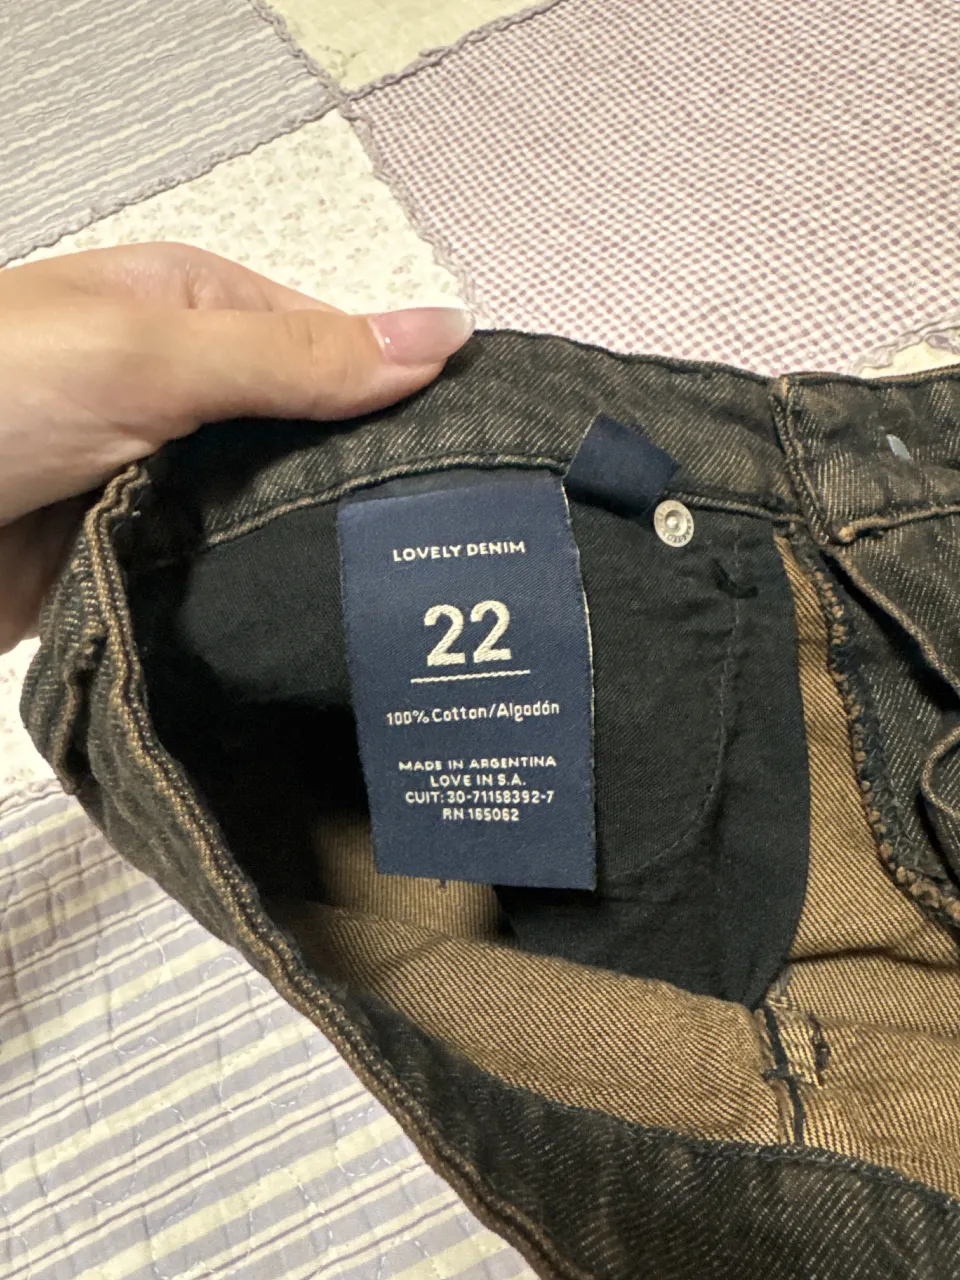 LOVELY DENIM
22
100% Cotton/Algodón
MADE IN ARGENTINA
LOVE IN S.A.
CUIT: 30-71158392-7
RN 165062